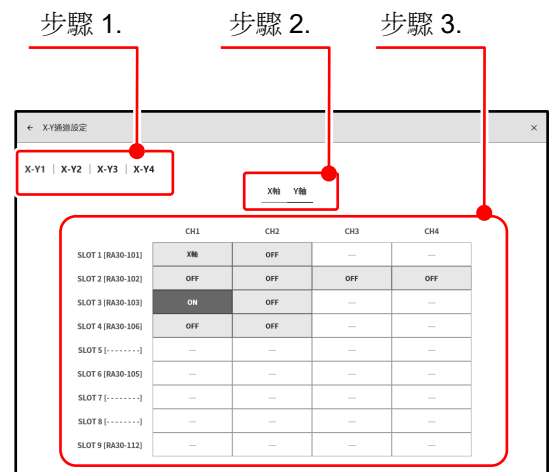 步驟 1. 步驟 2. 步驟 3.
← X-Y通道設定 ×
X-Y1 | X-Y2 | X-Y3 | X-Y4
X軸 Y軸
CH1 CH2 CH3 CH4
SLOT 1 [RA30-101] X軸 OFF --- ---
SLOT 2 [RA30-102] OFF OFF OFF OFF
SLOT 3 [RA30-103] ON OFF --- ---
SLOT 4 [RA30-106] OFF OFF --- ---
SLOT 5 [--------] --- --- --- ---
SLOT 6 [RA30-105] --- --- --- ---
SLOT 7 [--------] --- --- --- ---
SLOT 8 [--------] --- --- --- ---
SLOT 9 [RA30-112] --- --- --- ---